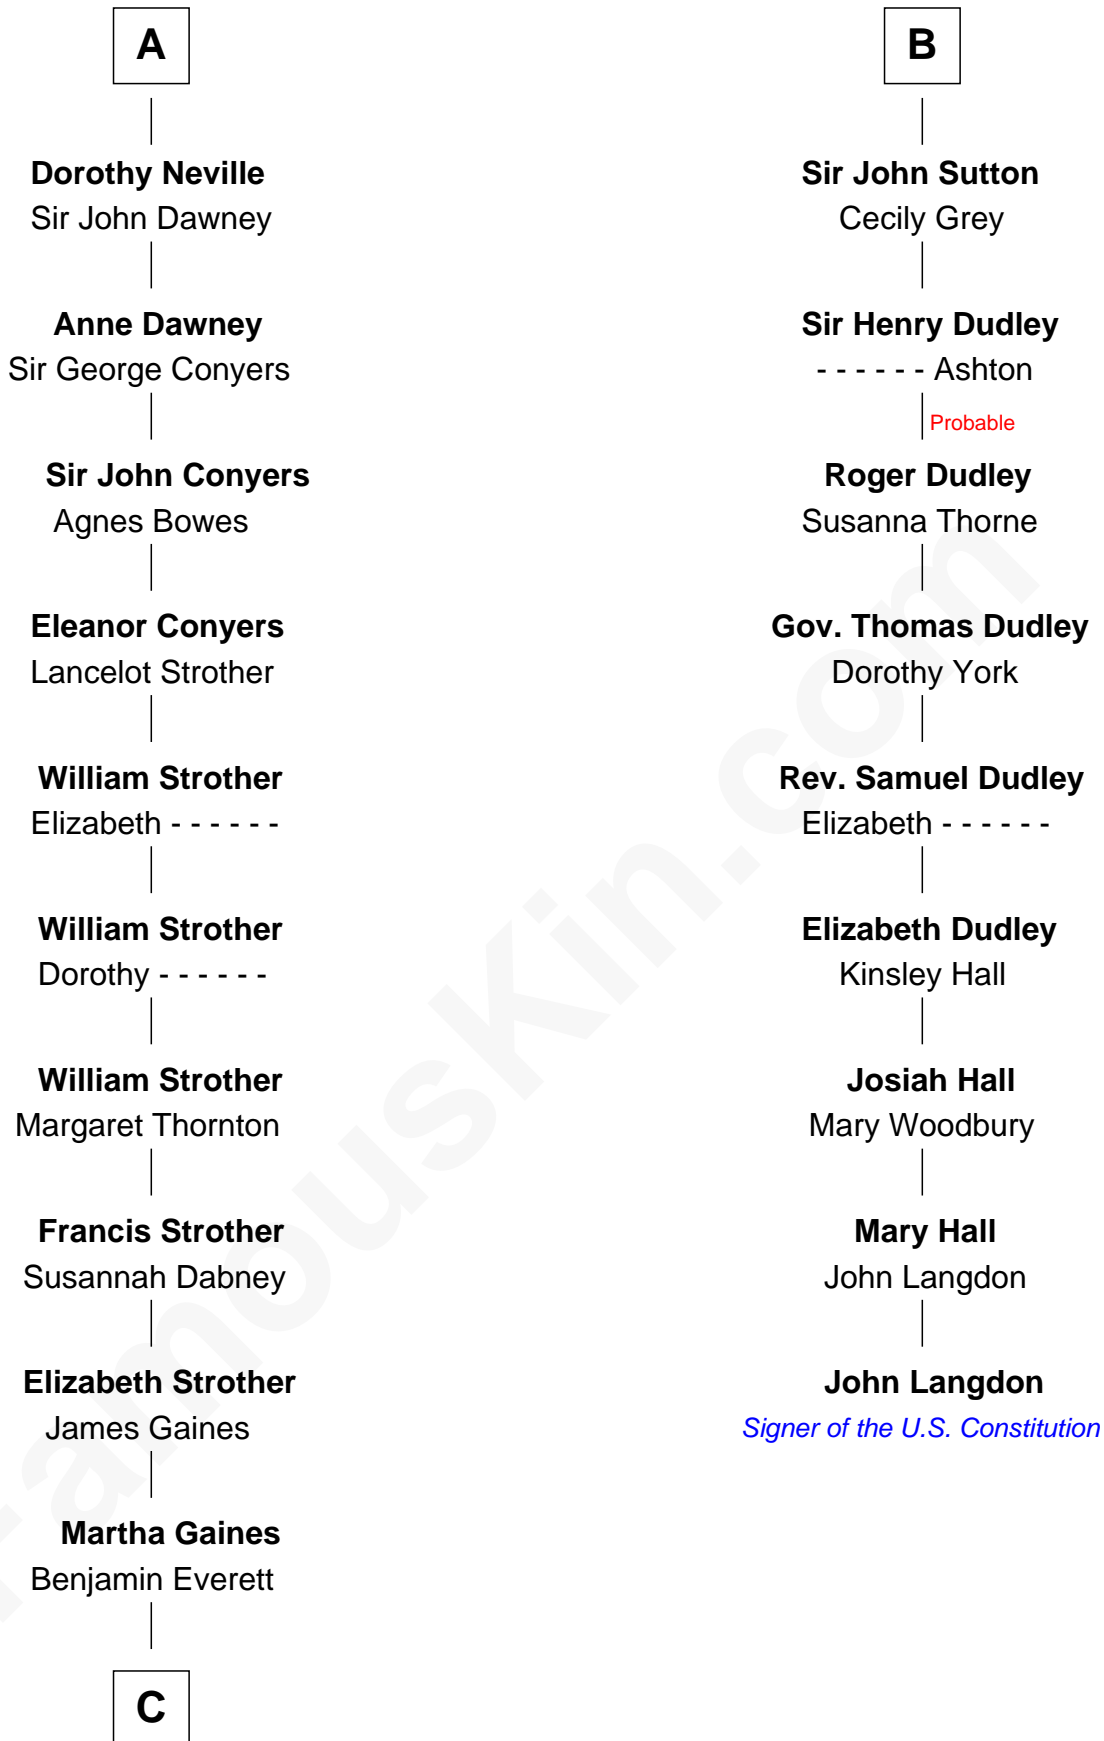 A
Dorothy Neville
Sir John Dawney
Anne Dawney
Sir George Conyers
Sir John Conyers
Agnes Bowes
Eleanor Conyers
Lancelot Strother
William Strother
Elizabeth - - - - - -
William Strother
Dorothy - - - - - -
William Strother
Margaret Thornton
Francis Strother
Susannah Dabney
Elizabeth Strother
James Gaines
Martha Gaines
Benjamin Everett
C
B
Sir John Sutton
Cecily Grey
Sir Henry Dudley
- - - - - - Ashton
Probable
Roger Dudley
Susanna Thorne
Gov. Thomas Dudley
Dorothy York
Rev. Samuel Dudley
Elizabeth - - - - - -
Elizabeth Dudley
Kinsley Hall
Josiah Hall
Mary Woodbury
Mary Hall
John Langdon
John Langdon
Signer of the U.S. Constitution
FamousKin.com